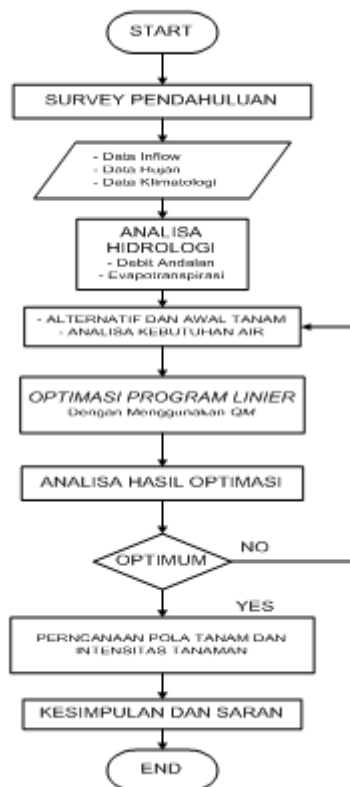 START
SURVEY PENDAHULUAN
- Data Inflow
- Data Hujan
- Data Klimatologi
ANALISA
HIDROLOGI
- Debit Andalan
- Evapotranspirasi
- ALTERNATIF DAN AWAL TANAM
- ANALISA KEBUTUHAN AIR
OPTIMASI PROGRAM LINIER
Dengan Menggunakan QM
ANALISA HASIL OPTIMASI
OPTIMUM
NO
YES
PERNCANAAN POLA TANAM DAN
INTENSITAS TANAMAN
KESIMPULAN DAN SARAN
END